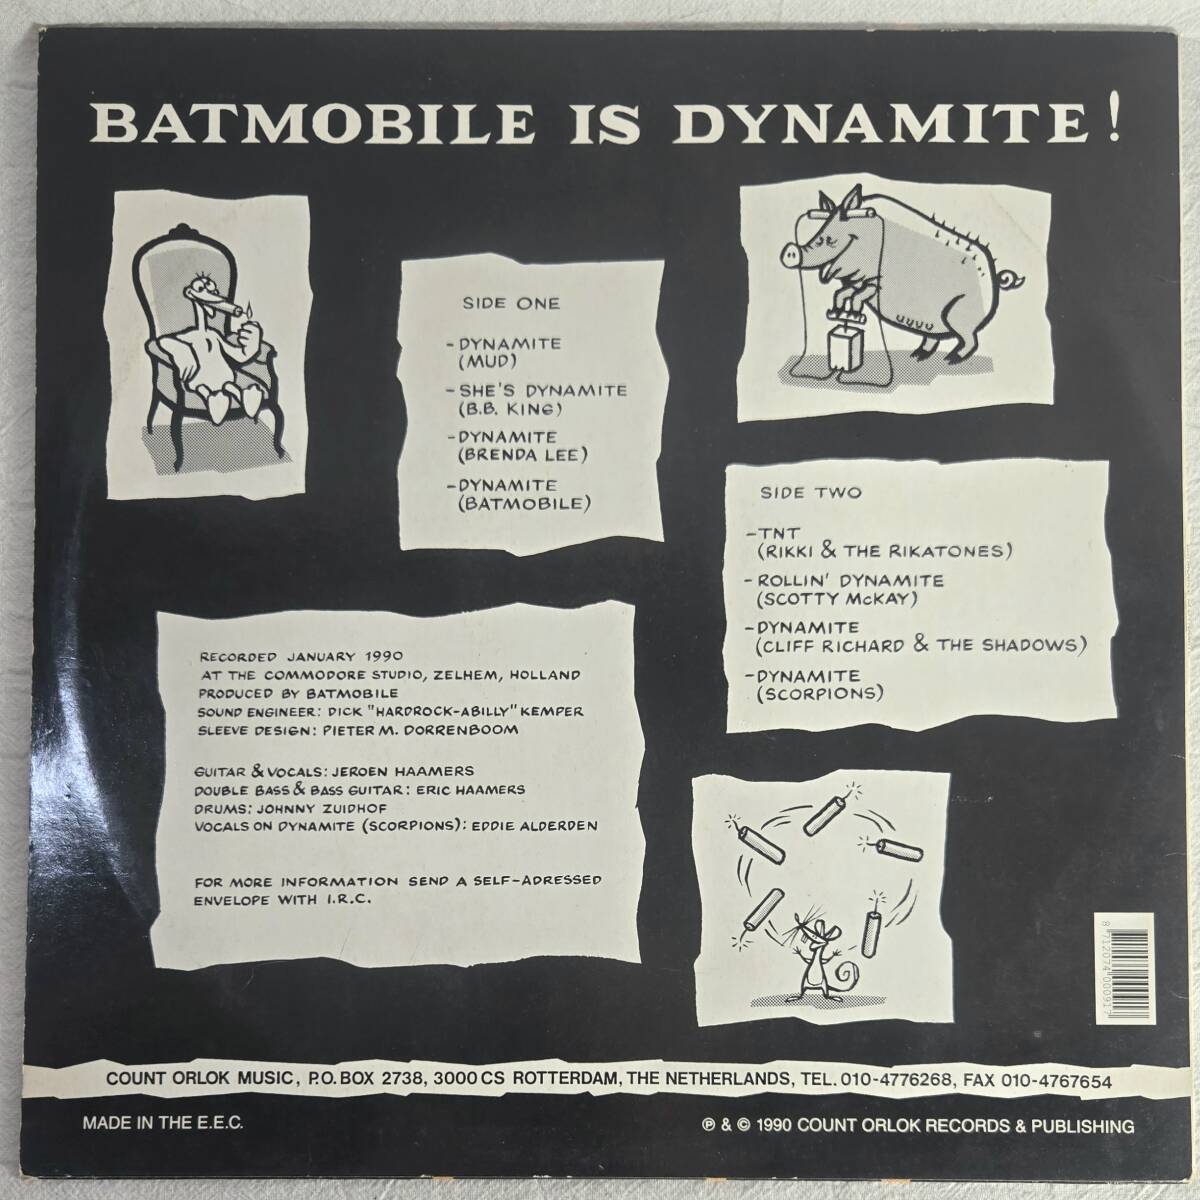 BATMOBILE IS DYNAMITE!
SIDE ONE
-DYNAMITE
(MUD)
-SHE'S DYNAMITE
(B.B. KING)
-DYNAMITE
(BRENDA LEE)
-DYNAMITE
(BATMOBILE)
SIDE TWO
-TNT
(RIKKI & THE RIKATONES)
-ROLLIN' DYNAMITE
(SCOTTY McKAY)
-DYNAMITE
(CLIFF RICHARD & THE SHADOWS)
-DYNAMITE
(SCORPIONS)
RECORDED JANUARY 1990
AT THE COMMODORE STUDIO, ZELHEM, HOLLAND
PRODUCED BY BATMOBILE
SOUND ENGINEER: DICK "HARDROCK-ABILLY" KEMPER
SLEEVE DESIGN: PIETER M. DORRENBOOM
GUITAR & VOCALS: JEROEN HAAMERS
DOUBLE BASS & BASS GUITAR: ERIC HAAMERS
DRUMS: JOHNNY ZUIDHOF
VOCALS ON DYNAMITE (SCORPIONS): EDDIE ALDERDEN
FOR MORE INFORMATION SEND A SELF-ADRESSED
ENVELOPE WITH I.R.C.
8 712074 000917
COUNT ORLOK MUSIC, P.O. BOX 2738, 3000 CS ROTTERDAM, THE NETHERLANDS, TEL. 010-4776268, FAX 010-4767654
MADE IN THE E.E.C.
℗ & © 1990 COUNT ORLOK RECORDS & PUBLISHING